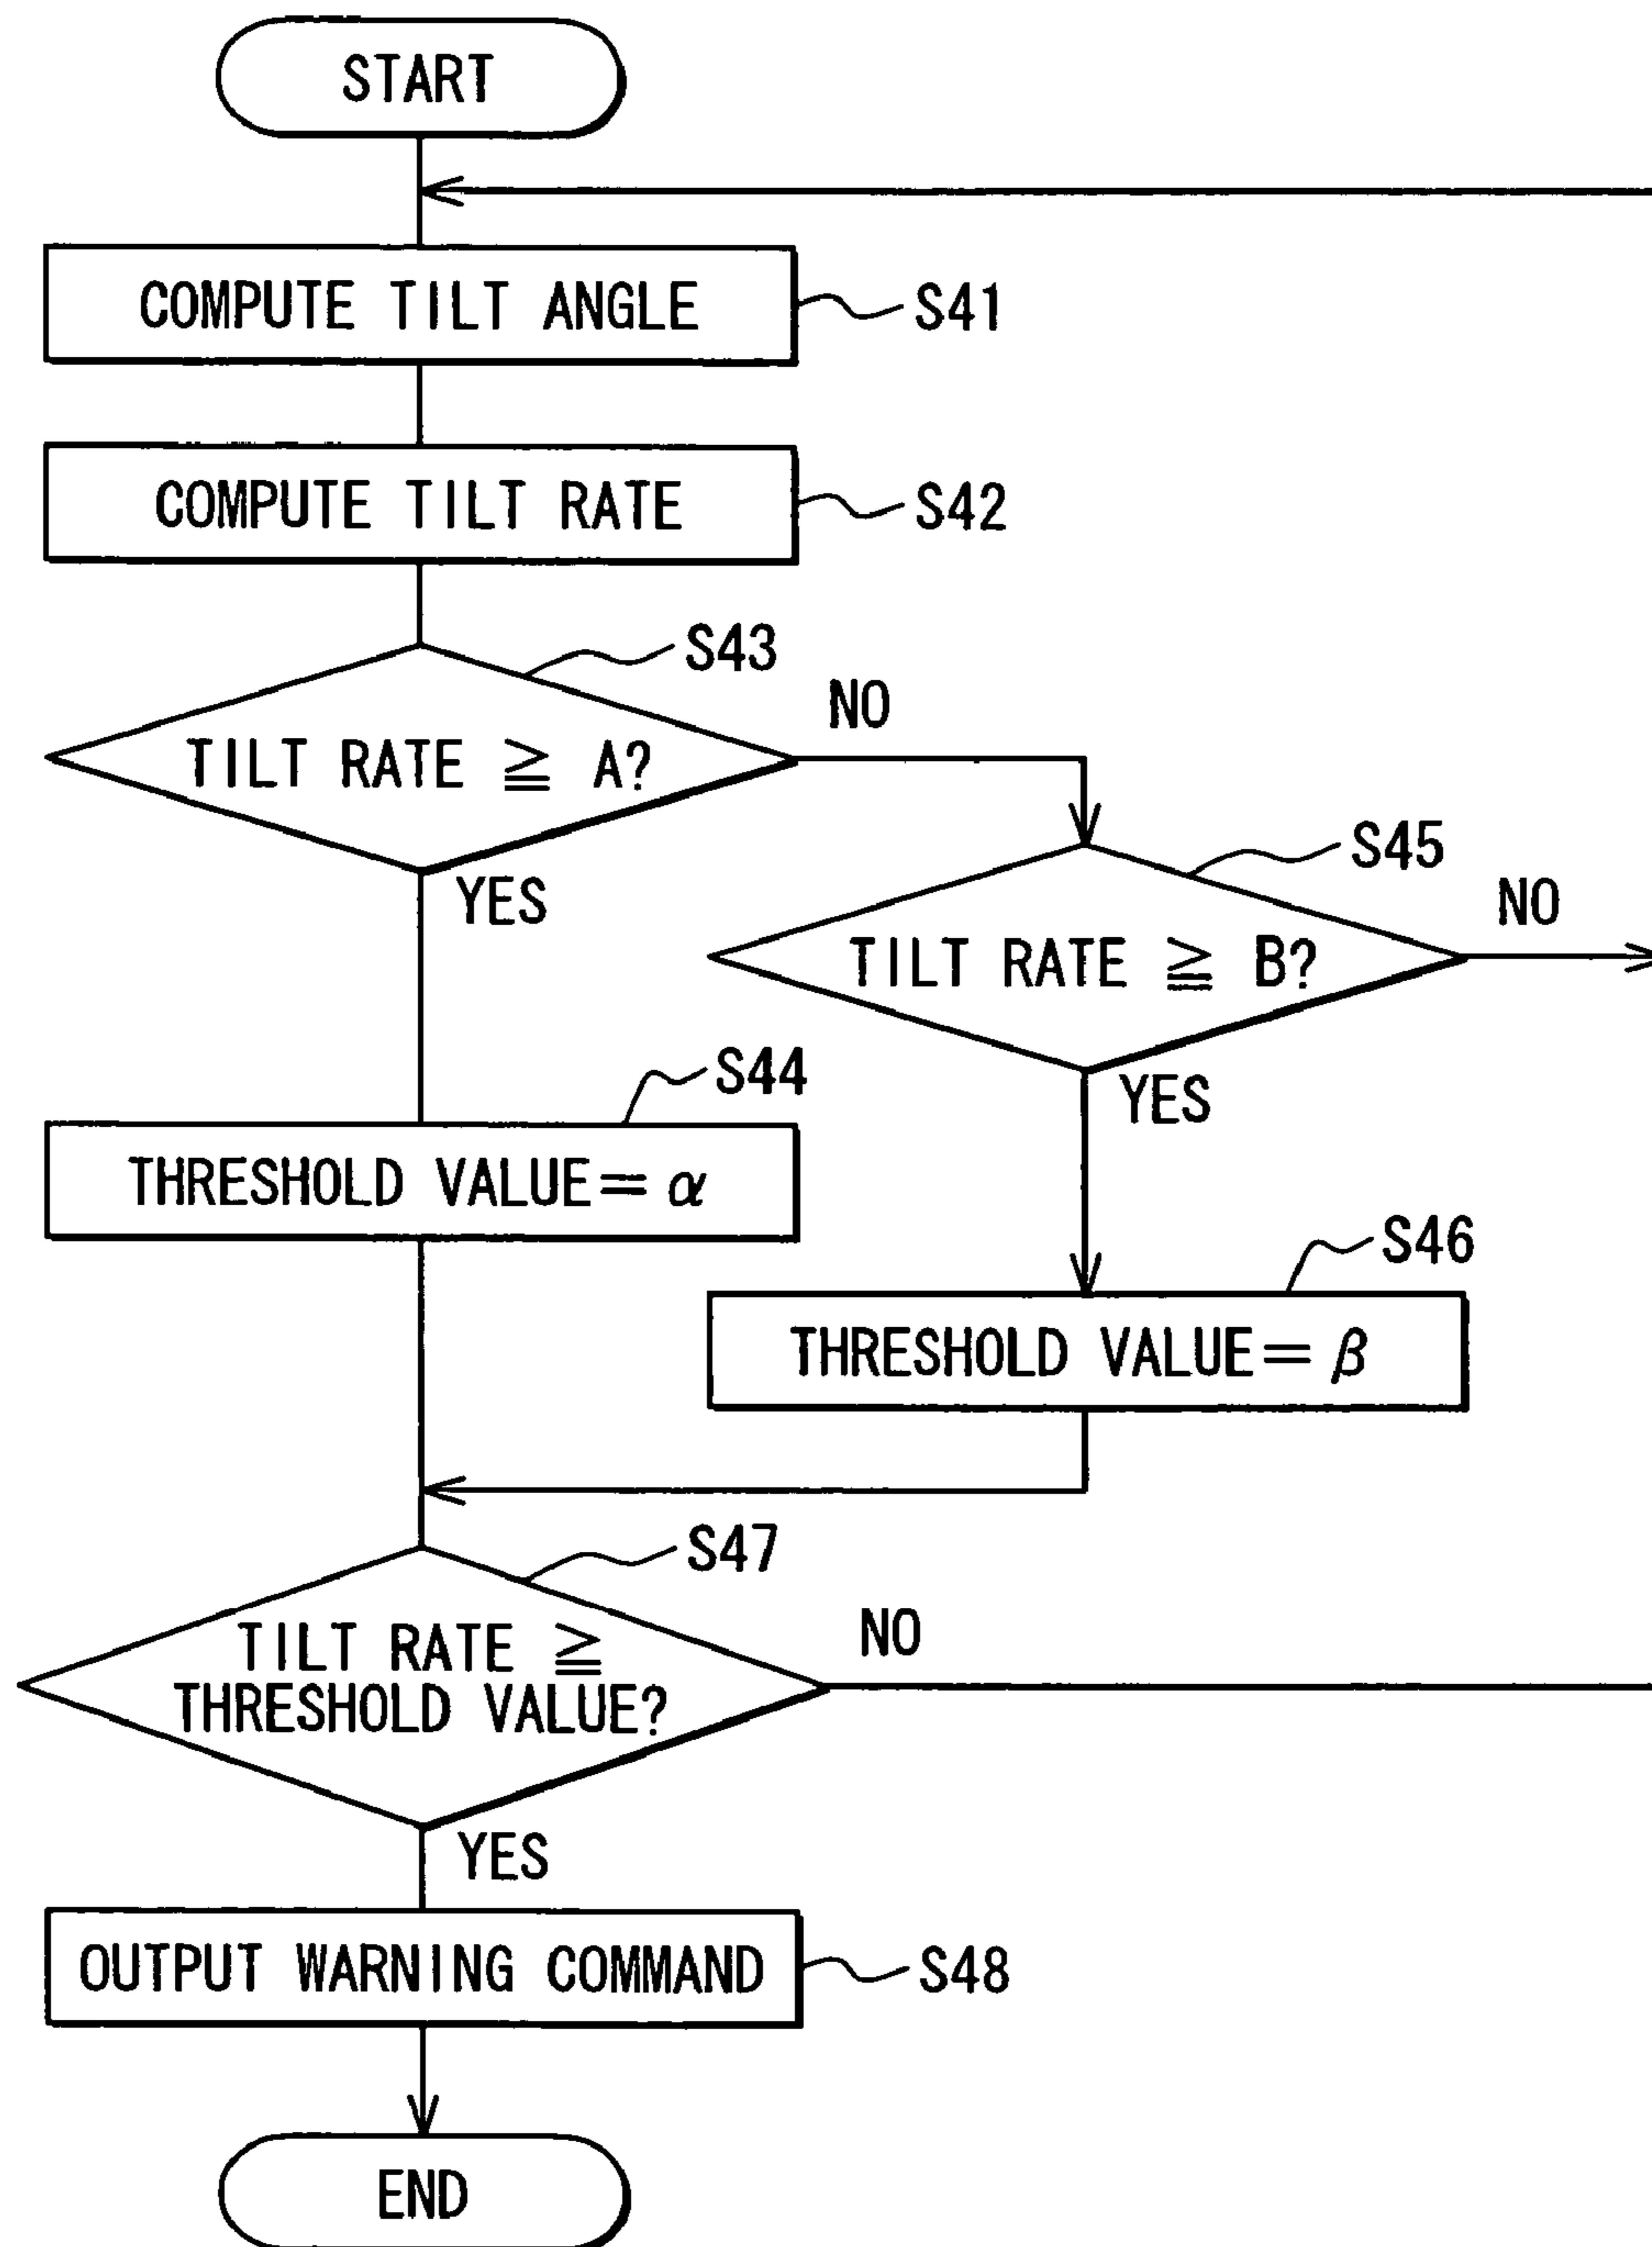 START
COMPUTE TILT ANGLE
S41
COMPUTE TILT RATE
S42
S43
TILT RATE ≧ A?
NO
YES
S45
TILT RATE ≧ B?
NO
YES
S44
THRESHOLD VALUE= α
S46
THRESHOLD VALUE= β
S47
TILT RATE ≧
THRESHOLD VALUE?
NO
YES
OUTPUT WARNING COMMAND
S48
END